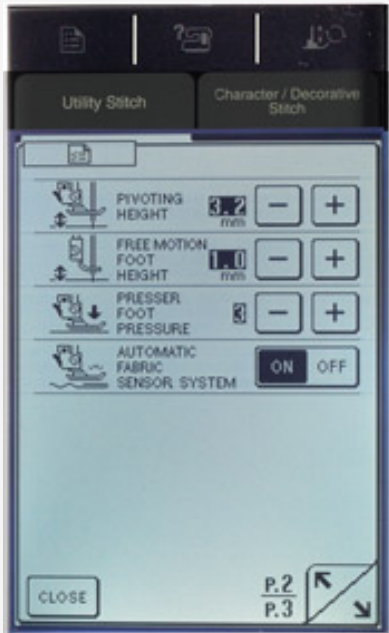 ?
Utility Stitch
Character / Decorative
Stitch
PIVOTING
HEIGHT
3.2
mm
- +
FREE MOTION
FOOT
HEIGHT
1.0
mm
- +
PRESSER
FOOT
PRESSURE
3
- +
AUTOMATIC
FABRIC
SENSOR SYSTEM
ON OFF
CLOSE
P.2
P.3